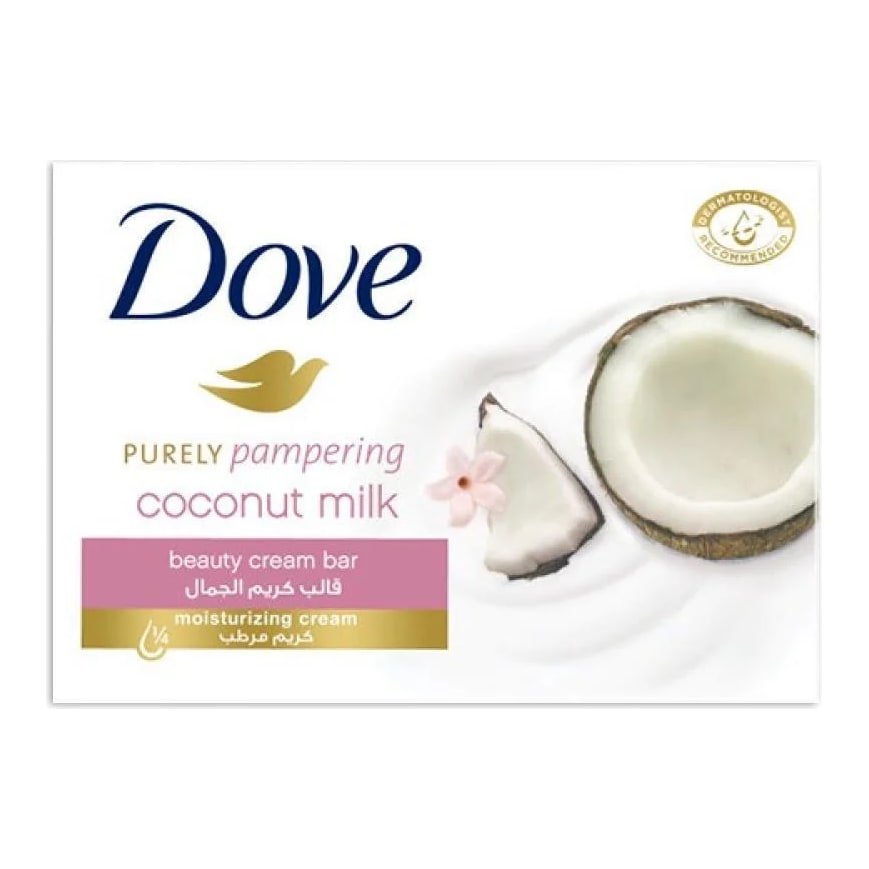 Dove
DERMATOLOGIST
RECOMMENDED
PURELY pampering
coconut milk
beauty cream bar
قالب كريم الجمال
¼ moisturizing cream
كريم مرطب